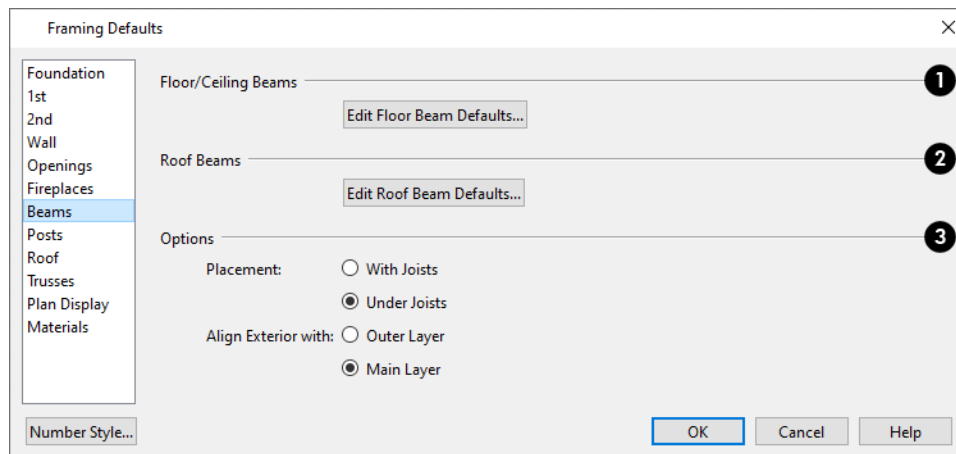 Framing Defaults
Foundation
1st
2nd
Wall
Openings
Fireplaces
Beams
Posts
Roof
Trusses
Plan Display
Materials
Floor/Ceiling Beams 1
Edit Floor Beam Defaults...
Roof Beams 2
Edit Roof Beam Defaults...
Options 3
Placement: With Joists
Under Joists
Align Exterior with: Outer Layer
Main Layer
Number Style... OK Cancel Help